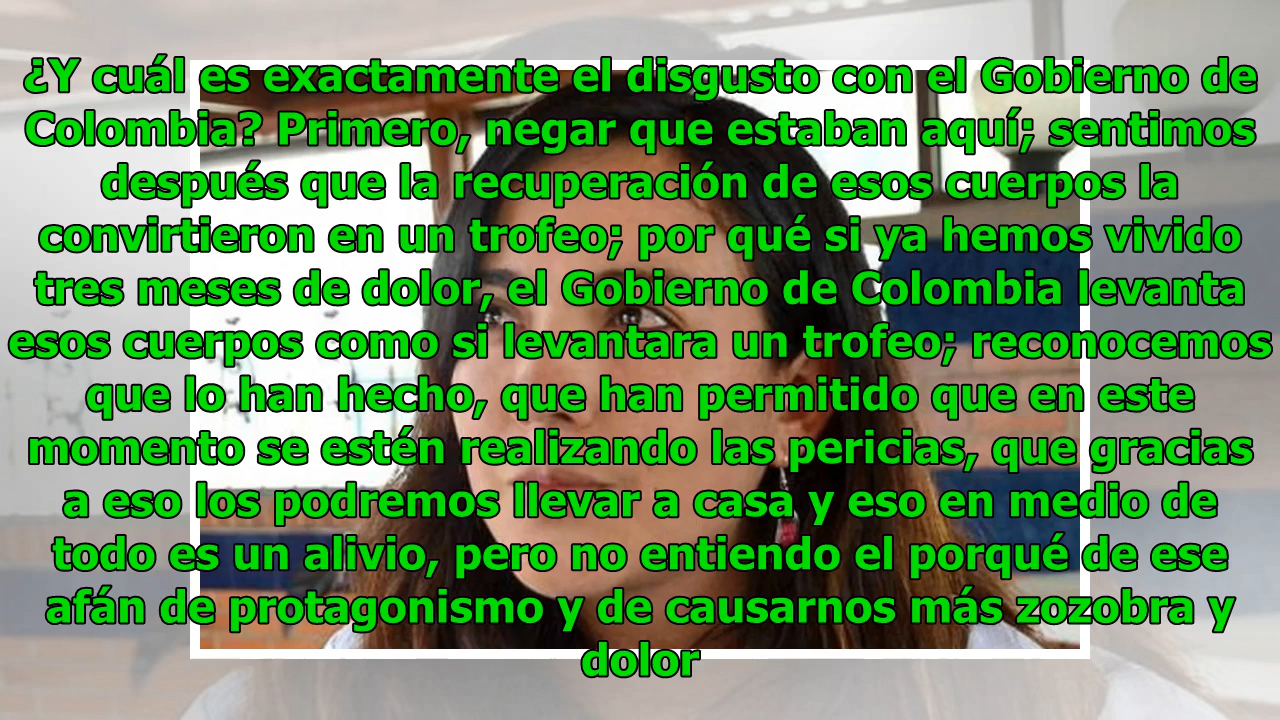 ¿Y cuál es exactamente el disgusto con el Gobierno de
Colombia? Primero, negar que estaban aquí; sentimos
después que la recuperación de esos cuerpos la
convirtieron en un trofeo; por qué si ya hemos vivido
tres meses de dolor, el Gobierno de Colombia levanta
esos cuerpos como si levantara un trofeo; reconocemos
que lo han hecho, que han permitido que en este
momento se estén realizando las pericias, que gracias
a eso los podremos llevar a casa y eso en medio de
todo es un alivio, pero no entiendo el porqué de ese
afán de protagonismo y de causarnos más zozobra y
dolor